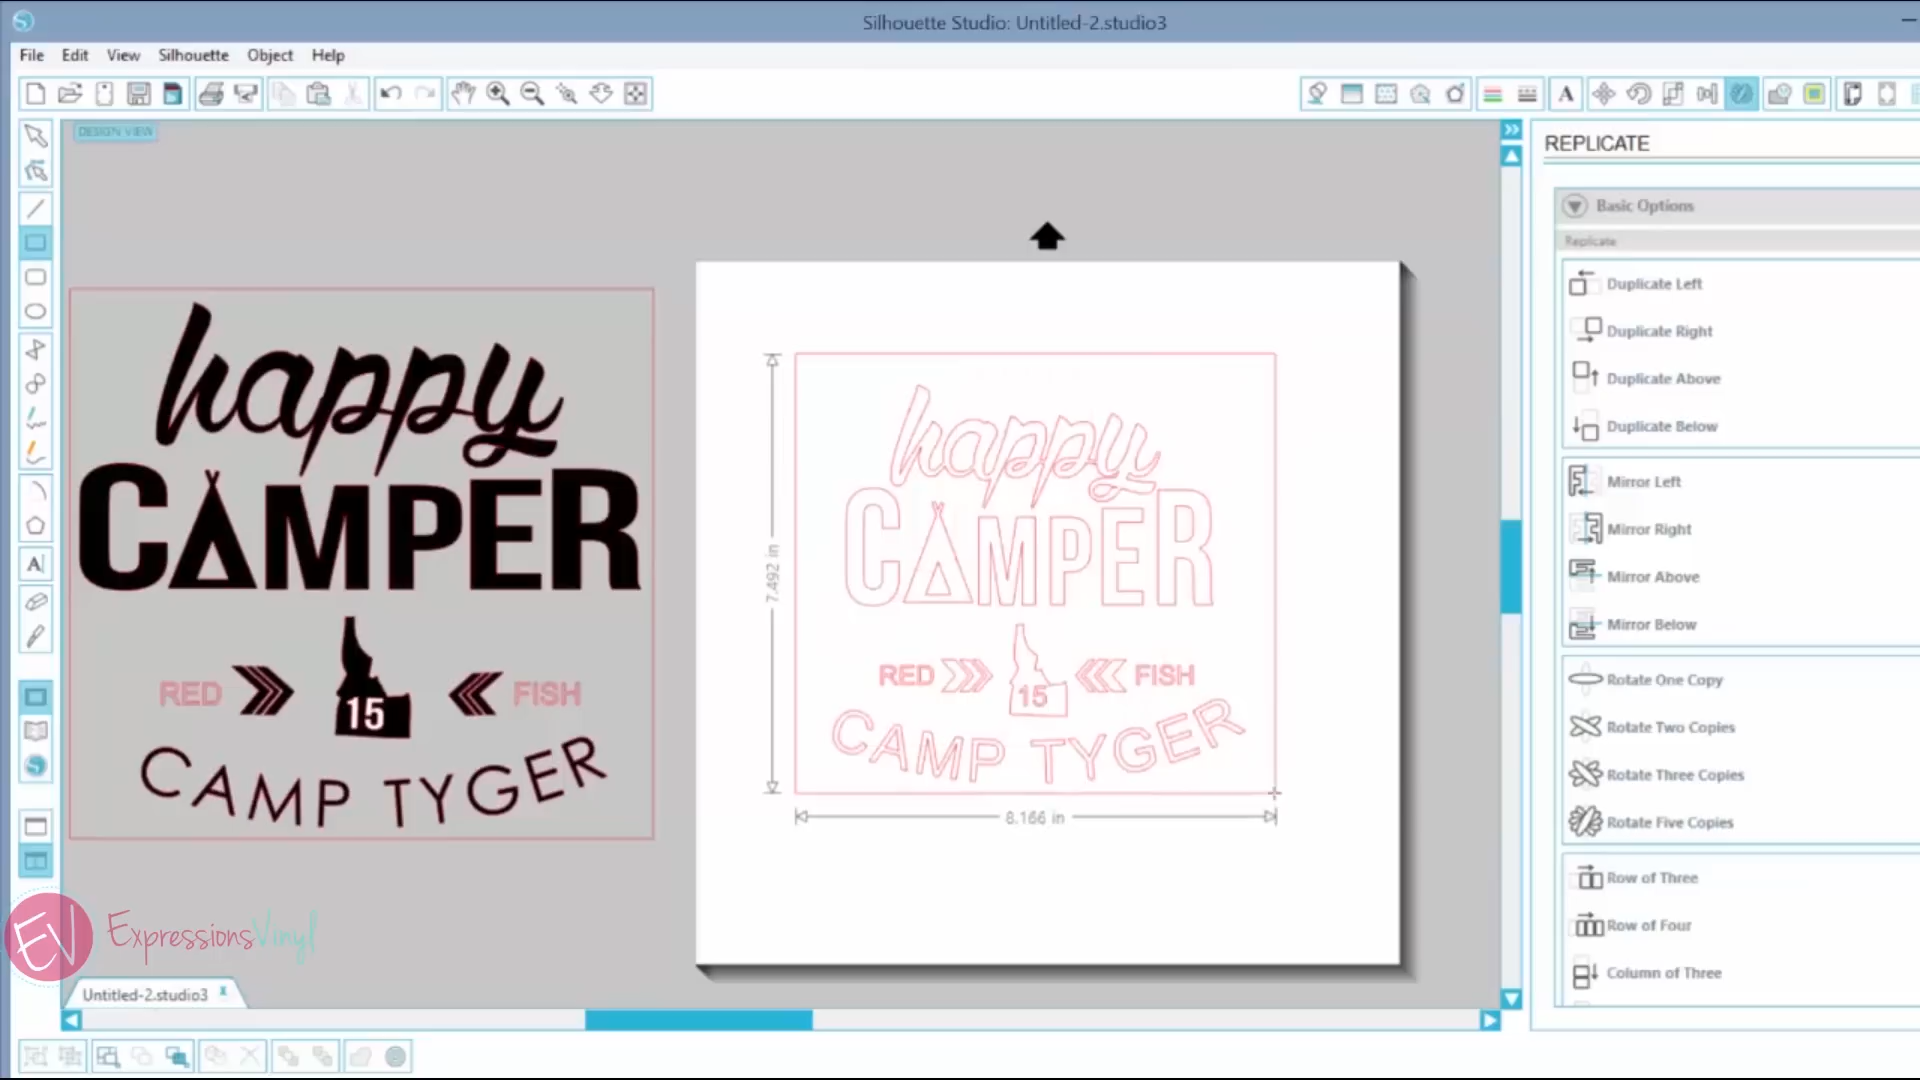 Silhouette Studio: Untitled-2.studio3
File Edit View Silhouette Object Help
DESIGN VIEW
REPLICATE
Basic Options
Replicate
Duplicate Left
Duplicate Right
Duplicate Above
Duplicate Below
Mirror Left
Mirror Right
Mirror Above
Mirror Below
Rotate One Copy
Rotate Two Copies
Rotate Three Copies
Rotate Five Copies
Row of Three
Row of Four
Column of Three
happy
CAMPER
RED 15 FISH
CAMP TYGER
happy
CAMPER
RED 15 FISH
CAMP TYGER
7.492 in
8.166 in
EV ExpressionsVinyl
Untitled-2.studio3